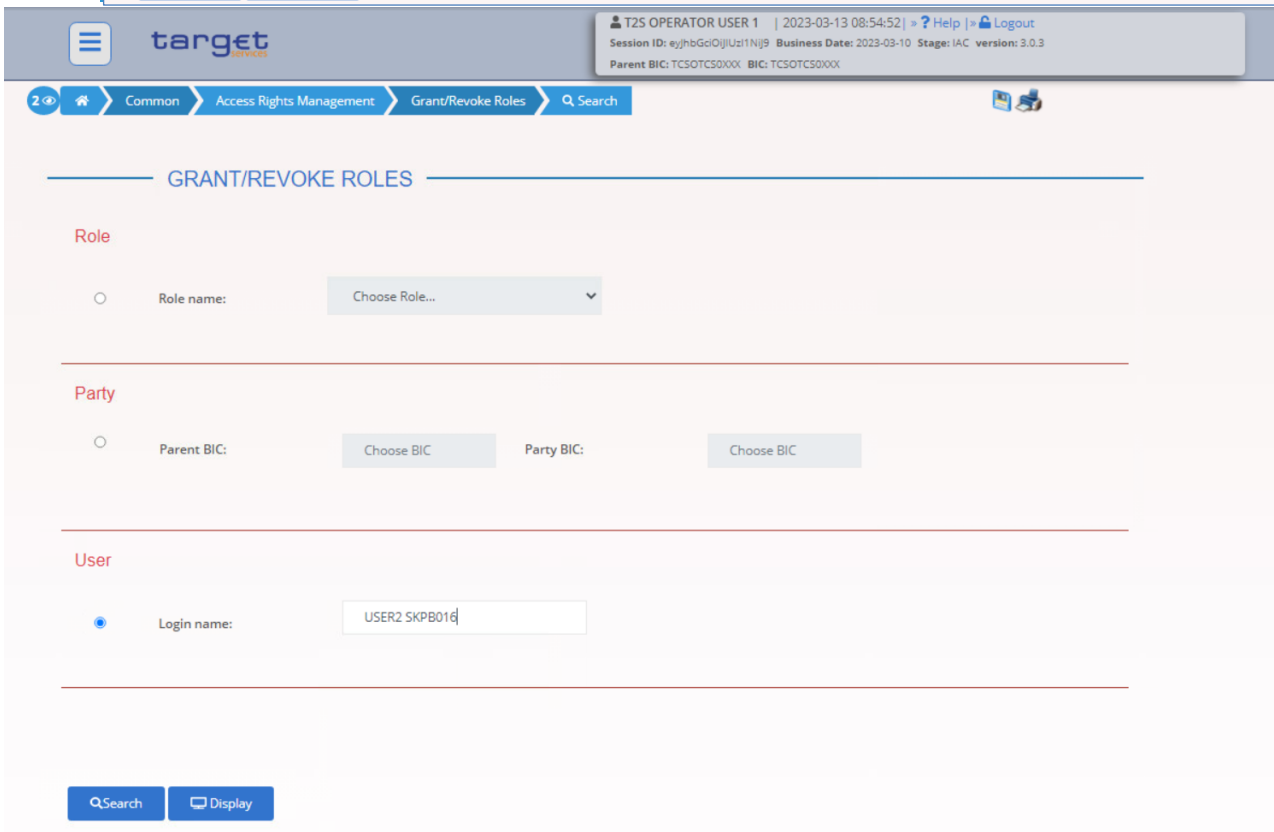 T2S OPERATOR USER 1 | 2023-03-13 08:54:52| » ? Help |» Logout
target
services
Session ID: eyJhbGciOiJIUzI1NiJ9 Business Date: 2023-03-10 Stage: IAC version: 3.0.3
Parent BIC: TCSOTCS0XXX BIC: TCSOTCS0XXX
2 Common Access Rights Management Grant/Revoke Roles Search
GRANT/REVOKE ROLES
Role
Role name: Choose Role...
Party
Parent BIC: Choose BIC Party BIC: Choose BIC
User
Login name: USER2 SKPB016
Search Display